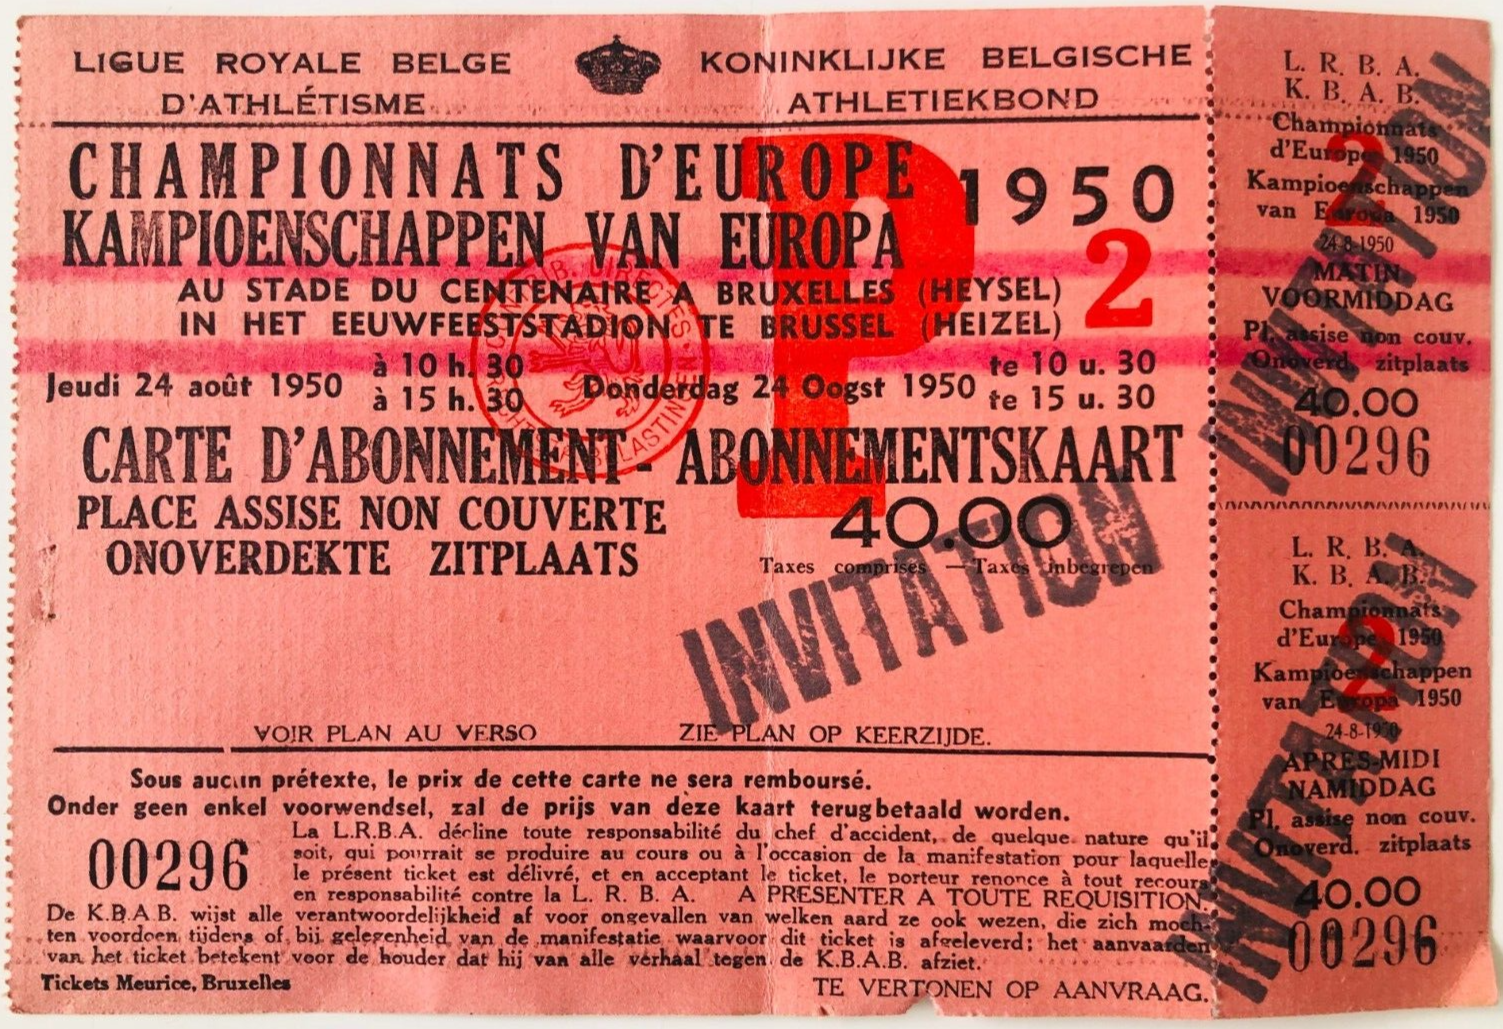 LIGUE ROYALE BELGE
D'ATHLÉTISME
KONINKLIJKE BELGISCHE
ATHLETIEKBOND
CHAMPIONNATS D'EUROPE
KAMPIOENSCHAPPEN VAN EUROPA
1950
P
2
AU STADE DU CENTENAIRE A BRUXELLES (HEYSEL)
IN HET EEUWFEESTSTADION TE BRUSSEL (HEIZEL)
Jeudi 24 août 1950 à 10 h. 30
à 15 h. 30
Donderdag 24 Oogst 1950 te 10 u. 30
te 15 u. 30
CARTE D'ABONNEMENT - ABONNEMENTSKAART
PLACE ASSISE NON COUVERTE
ONOVERDEKTE ZITPLAATS
40.00
Taxes comprises — Taxes inbegrepen
INVITATION
VOIR PLAN AU VERSO
ZIE PLAN OP KEERZIJDE.
Sous aucun prétexte, le prix de cette carte ne sera remboursé.
Onder geen enkel voorwendsel, zal de prijs van deze kaart terugbetaald worden.
00296
La L.R.B.A. décline toute responsabilité du chef d'accident, de quelque nature qu'il
soit, qui pourrait se produire au cours ou à l'occasion de la manifestation pour laquelle
le présent ticket est délivré, et en acceptant le ticket, le porteur renonce à tout recours
en responsabilité contre la L. R. B. A. A PRESENTER A TOUTE REQUISITION.
De K.B.A.B. wijst alle verantwoordelijkheid af voor ongevallen van welken aard ze ook wezen, die zich moch-
ten voordoen tijdens of bij gelegenheid van de manifestatie waarvoor dit ticket is afgeleverd; het aanvaarden
van het ticket betekent voor de houder dat hij van alle verhaal tegen de K.B.A.B. afziet.
Tickets Meurice, Bruxelles
TE VERTONEN OP AANVRAAG.
L. R. B. A.
K. B. A. B.
Championnats
d'Europe 1950
Kampioenschappen
van Europa 1950
2
24-8-1950
MATIN
VOORMIDDAG
Pl. assise non couv.
Onoverd. zitplaats
40.00
00296
INVITATION
L. R. B. A.
K. B. A. B.
Championnats
d'Europe 1950
Kampioenschappen
van Europa 1950
2
24-8-1950
APRES-MIDI
NAMIDDAG
Pl. assise non couv.
Onoverd. zitplaats
40.00
00296
INVITATION